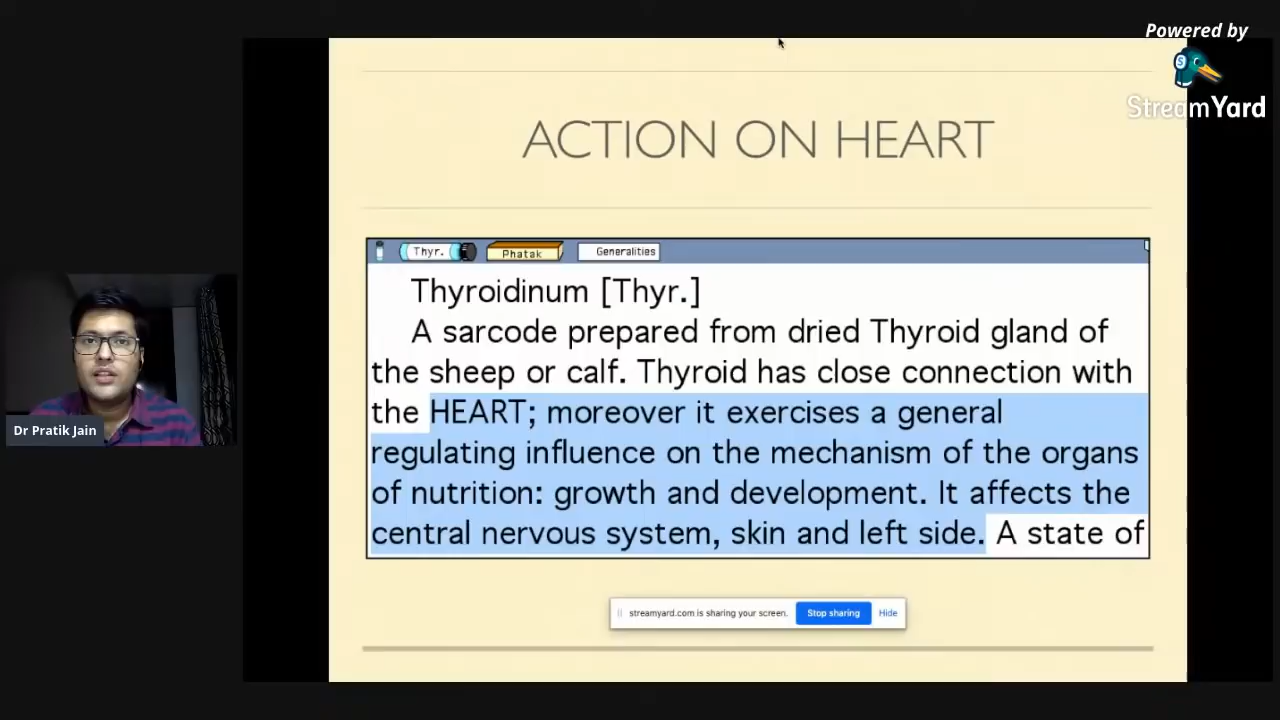 Powered by
StreamYard
ACTION ON HEART
Thyr. Phatak Generalities
Thyroidinum [Thyr.]
A sarcode prepared from dried Thyroid gland of
the sheep or calf. Thyroid has close connection with
the HEART; moreover it exercises a general
regulating influence on the mechanism of the organs
of nutrition: growth and development. It affects the
central nervous system, skin and left side. A state of
Dr Pratik Jain
streamyard.com is sharing your screen. Stop sharing Hide